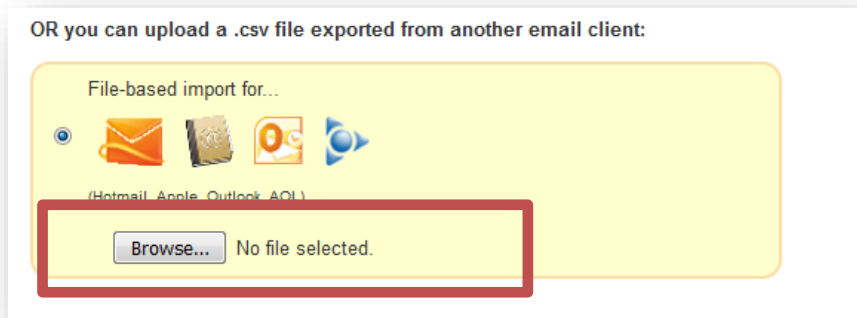 OR you can upload a .csv file exported from another email client:
File-based import for...
(Hotmail, Apple, Outlook, AOL)
Browse... No file selected.